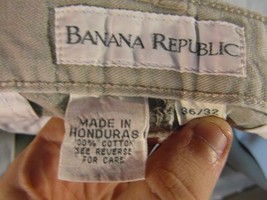 BANANA REPUBLIC
36/32
MADE IN
HONDURAS
100% COTTON
SEE REVERSE
FOR CARE